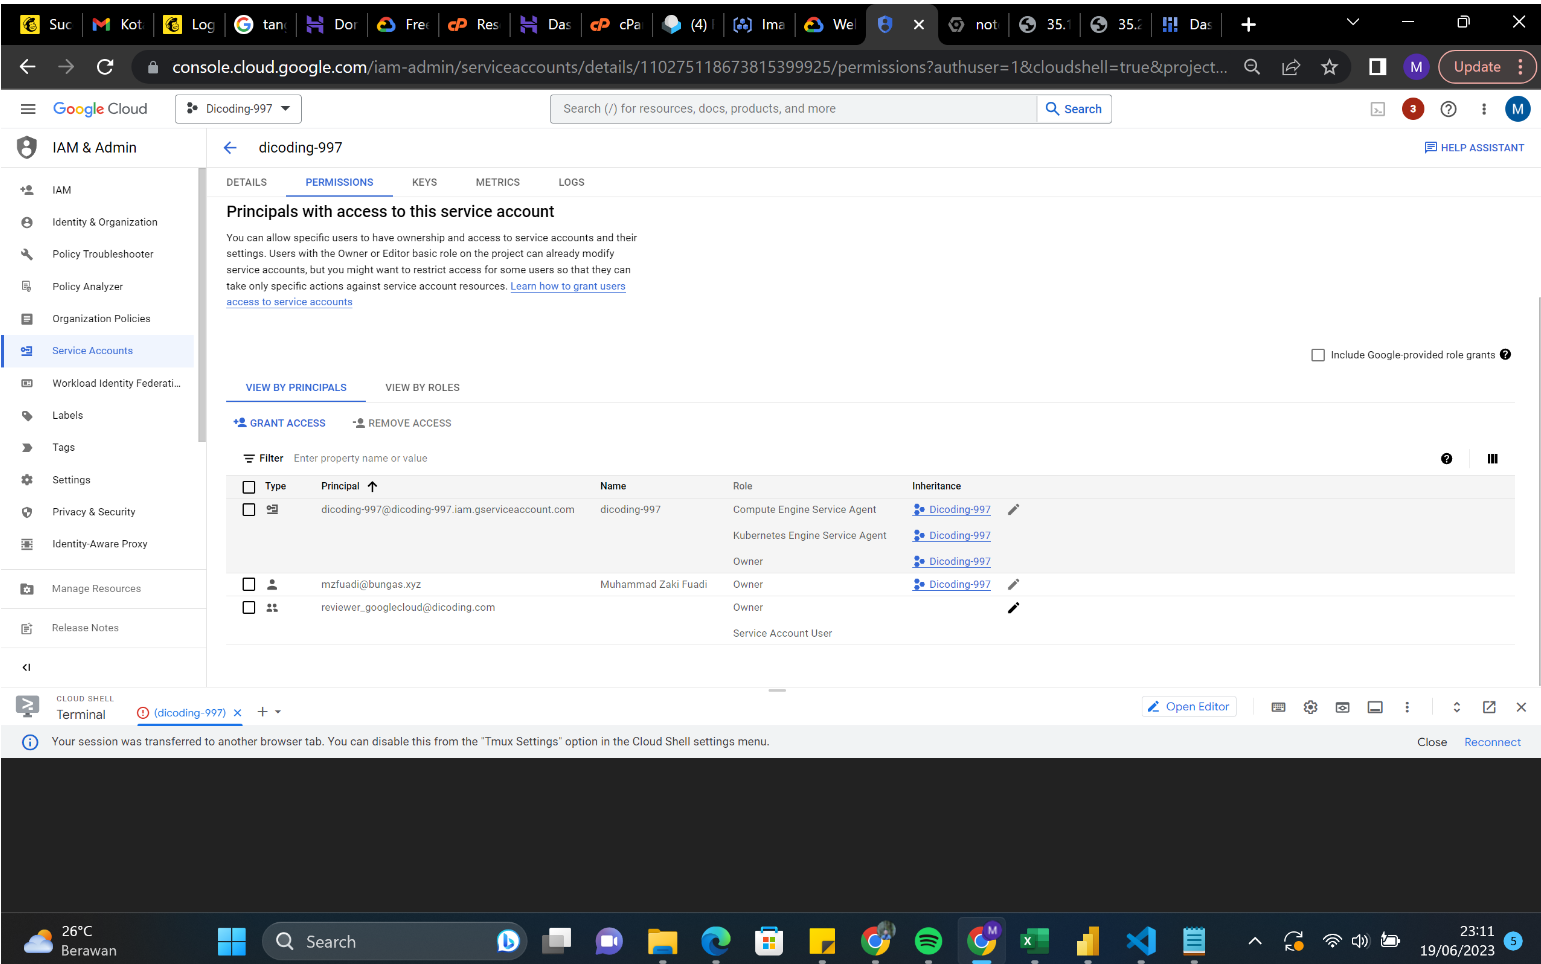 Suc
Kot
Log
tan
Dor
Free
Res
Das
cPa
(4)
Ima
Wel
not
35.1
35.2
Das
console.cloud.google.com/iam-admin/serviceaccounts/details/110275118673815399925/permissions?authuser=1&cloudshell=true&project...
M
Update
Google Cloud
Dicoding-997
Search (/) for resources, docs, products, and more
Search
3
M
IAM & Admin
dicoding-997
HELP ASSISTANT
IAM
Identity & Organization
Policy Troubleshooter
Policy Analyzer
Organization Policies
Service Accounts
Workload Identity Federati...
Labels
Tags
Settings
Privacy & Security
Identity-Aware Proxy
Manage Resources
Release Notes
DETAILS PERMISSIONS KEYS METRICS LOGS
Principals with access to this service account
You can allow specific users to have ownership and access to service accounts and their
settings. Users with the Owner or Editor basic role on the project can already modify
service accounts, but you might want to restrict access for some users so that they can
take only specific actions against service account resources. Learn how to grant users
access to service accounts
Include Google-provided role grants
VIEW BY PRINCIPALS VIEW BY ROLES
GRANT ACCESS REMOVE ACCESS
Filter Enter property name or value
Type Principal Name Role Inheritance
dicoding-997@dicoding-997.iam.gserviceaccount.com dicoding-997 Compute Engine Service Agent Dicoding-997
Kubernetes Engine Service Agent Dicoding-997
Owner Dicoding-997
mzfuadi@bungas.xyz Muhammad Zaki Fuadi Owner Dicoding-997
reviewer_googlecloud@dicoding.com Owner
Service Account User
CLOUD SHELL
Terminal
(dicoding-997)
Open Editor
Your session was transferred to another browser tab. You can disable this from the "Tmux Settings" option in the Cloud Shell settings menu.
Close Reconnect
26°C
Berawan
Search
M
23:11
19/06/2023
5